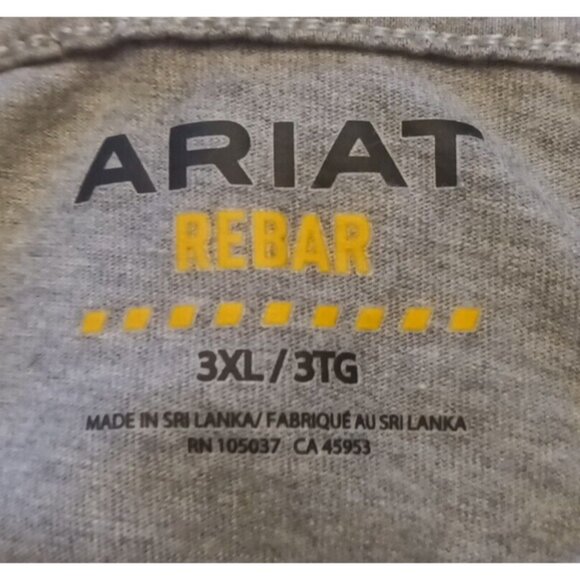 ARIAT
REBAR
3XL / 3TG
MADE IN SRI LANKA/ FABRIQUÉ AU SRI LANKA
RN 105037 CA 45953